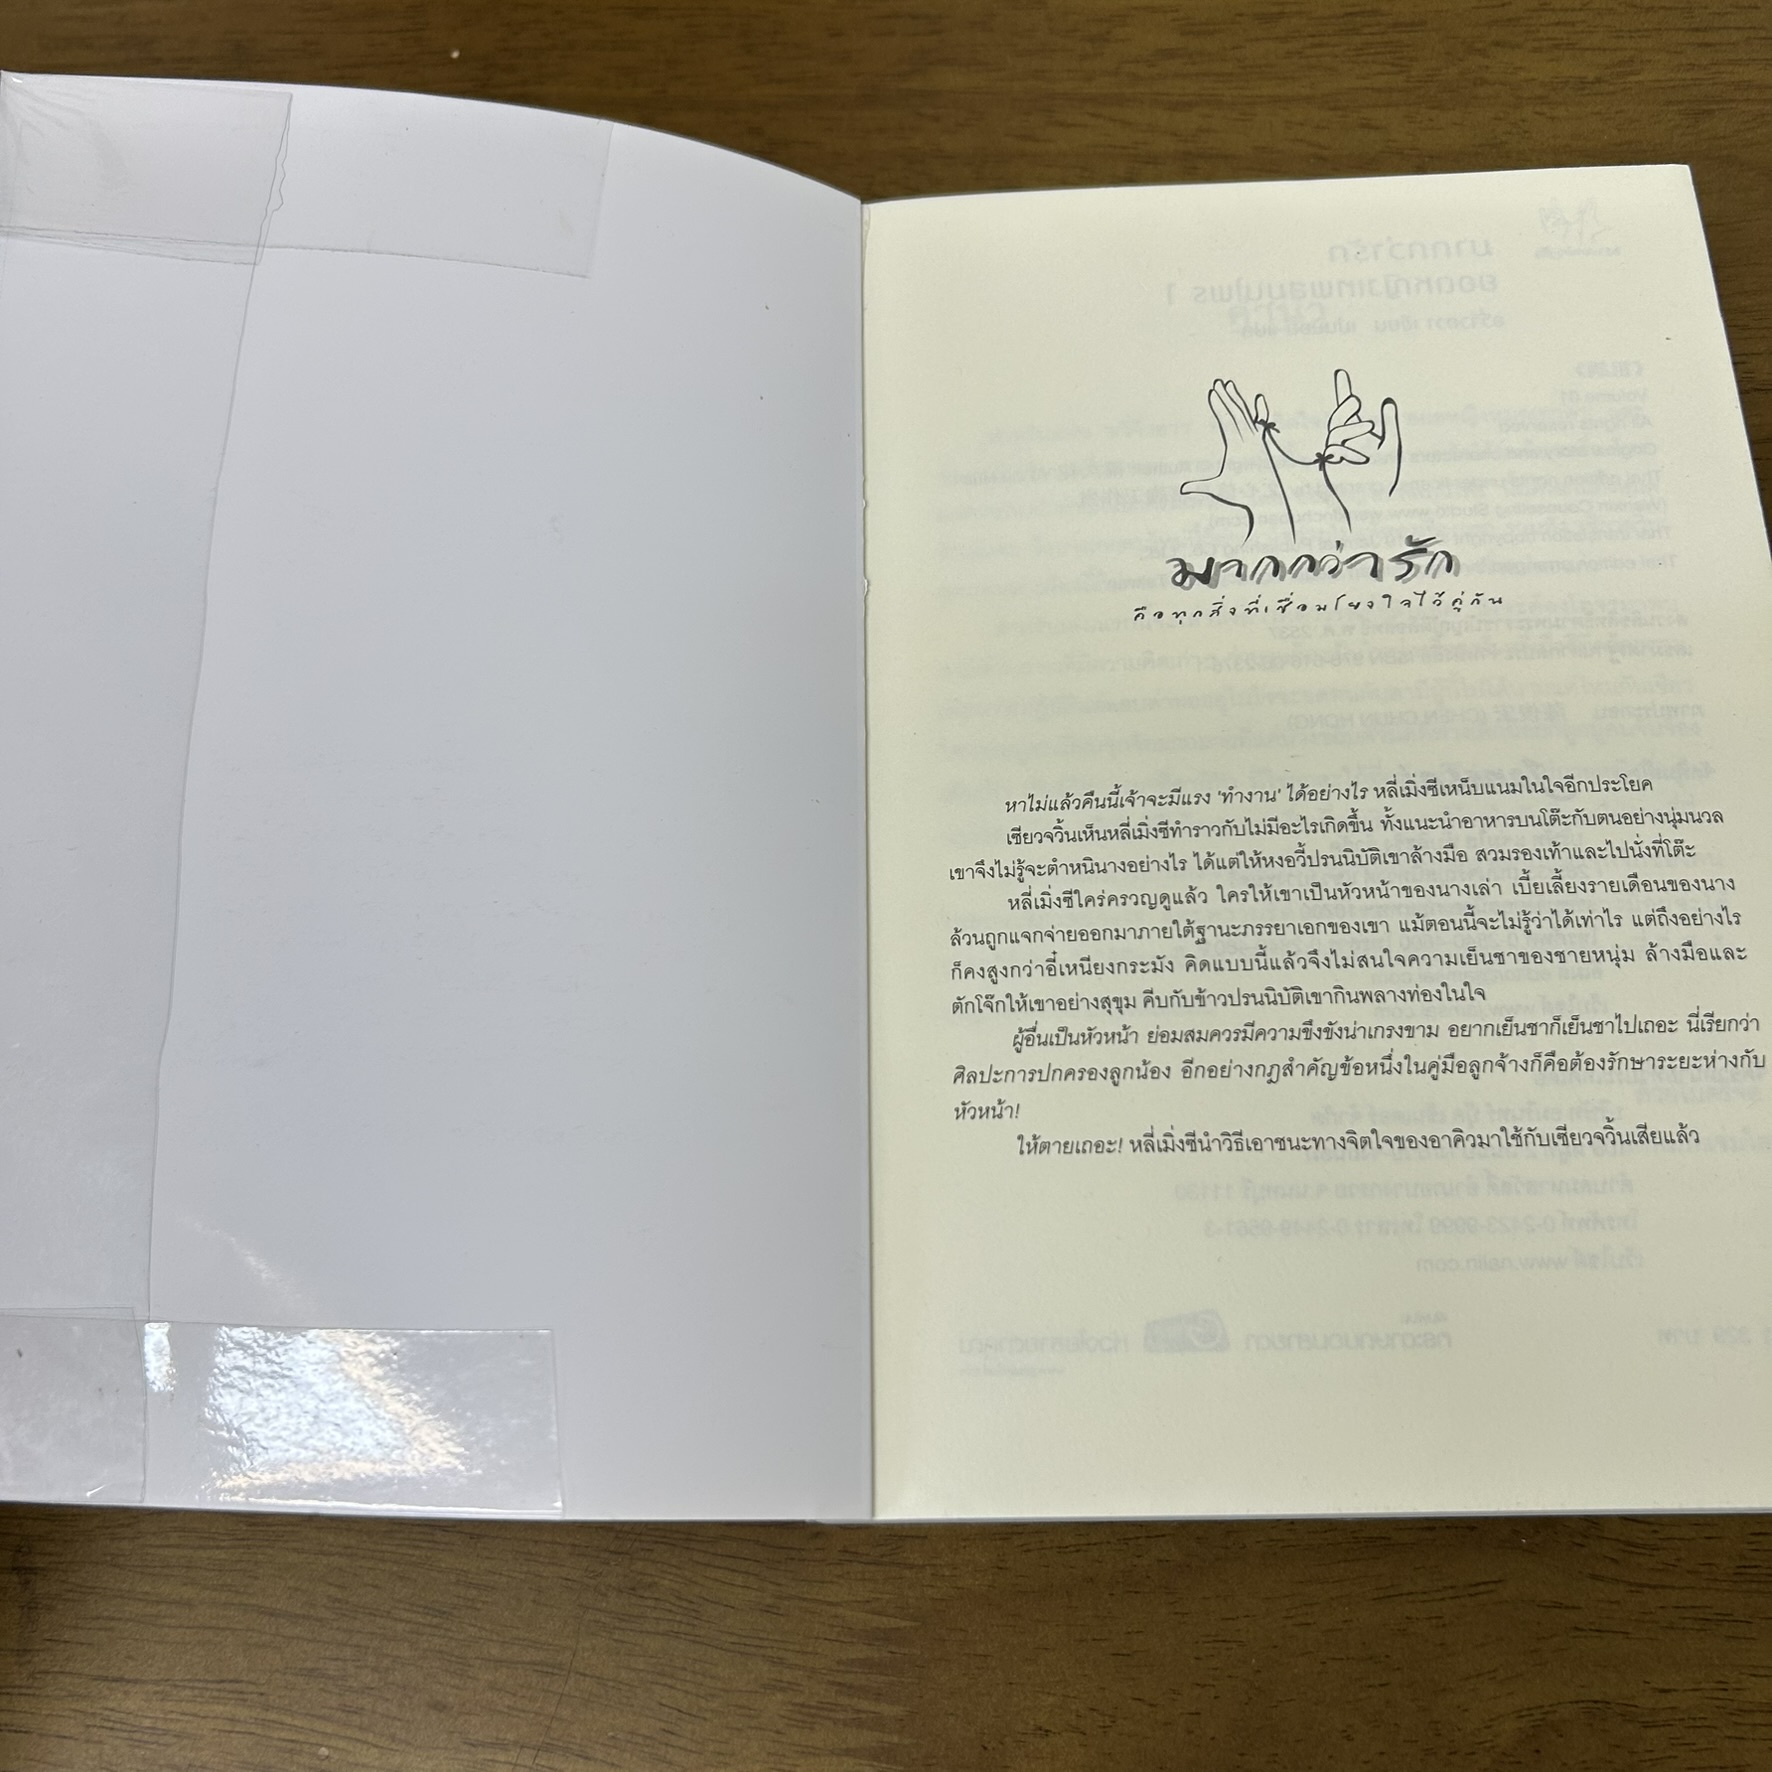 มากกว่ารัก
คือทุกสิ่งที่เชื่อมโยงใจไว้คู่กัน
หาไม่แล้วคืนนี้เจ้าจะมีแรง ‘ทำงาน’ ได้อย่างไร หลี่เมิ่งซีเหน็บแนมในใจอีกประโยค
เซียวจวิ้นเห็นหลี่เมิ่งซีทำราวกับไม่มีอะไรเกิดขึ้น ทั้งแนะนำอาหารบนโต๊ะกับตนอย่างนุ่มนวล
เขาจึงไม่รู้จะตำหนินางอย่างไร ได้แต่ให้หงอวี้ปรนนิบัติเขาล้างมือ สวมรองเท้าและไปนั่งที่โต๊ะ
หลี่เมิ่งซีใคร่ครวญดูแล้ว ใครให้เขาเป็นหัวหน้าของนางเล่า เบี้ยเลี้ยงรายเดือนของนาง
ล้วนถูกแจกจ่ายออกมาภายใต้ฐานะภรรยาเอกของเขา แม้ตอนนี้จะไม่รู้ว่าได้เท่าไร แต่ถึงอย่างไร
ก็คงสูงกว่าอี๋เหนียงกระมัง คิดแบบนี้แล้วจึงไม่สนใจความเย็นชาของชายหนุ่ม ล้างมือและ
ตักโจ๊กให้เขาอย่างสุขุม คีบกับข้าวปรนนิบัติเขากินพลางท่องในใจ
ผู้อื่นเป็นหัวหน้า ย่อมสมควรมีความขึงขังน่าเกรงขาม อยากเย็นชาก็เย็นชาไปเถอะ นี่เรียกว่า
ศิลปะการปกครองลูกน้อง อีกอย่างกฎสำคัญข้อหนึ่งในคู่มือลูกจ้างก็คือต้องรักษาระยะห่างกับ
หัวหน้า!
ให้ตายเถอะ! หลี่เมิ่งซีนำวิธีเอาชนะทางจิตใจของอาคิวมาใช้กับเซียวจวิ้นเสียแล้ว